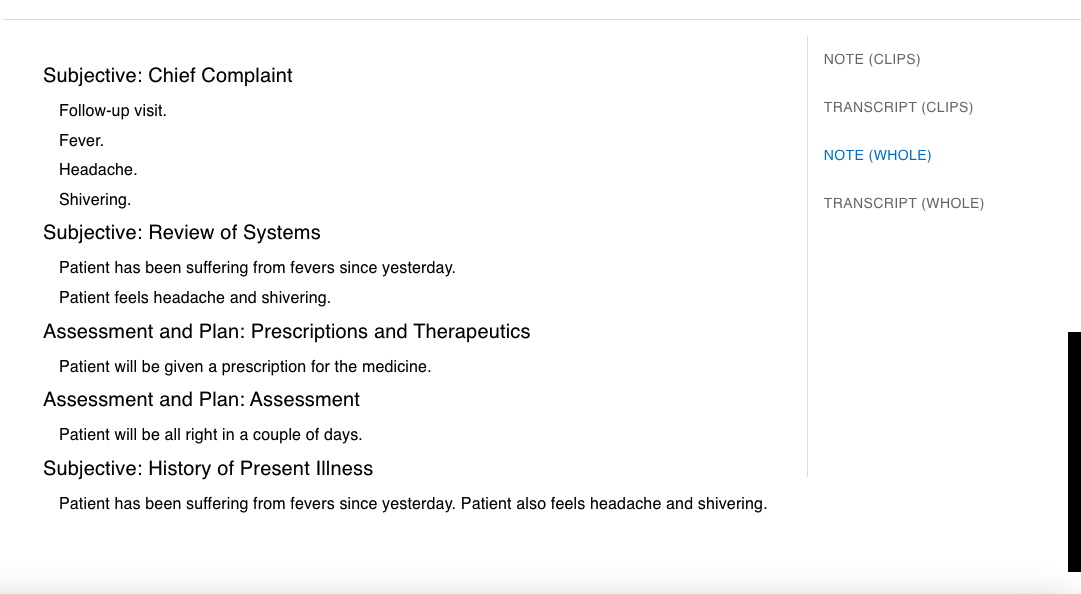 Subjective: Chief Complaint
Follow-up visit.
Fever.
Headache.
Shivering.
Subjective: Review of Systems
Patient has been suffering from fevers since yesterday.
Patient feels headache and shivering.
Assessment and Plan: Prescriptions and Therapeutics
Patient will be given a prescription for the medicine.
Assessment and Plan: Assessment
Patient will be all right in a couple of days.
Subjective: History of Present Illness
Patient has been suffering from fevers since yesterday. Patient also feels headache and shivering.
NOTE (CLIPS)
TRANSCRIPT (CLIPS)
NOTE (WHOLE)
TRANSCRIPT (WHOLE)